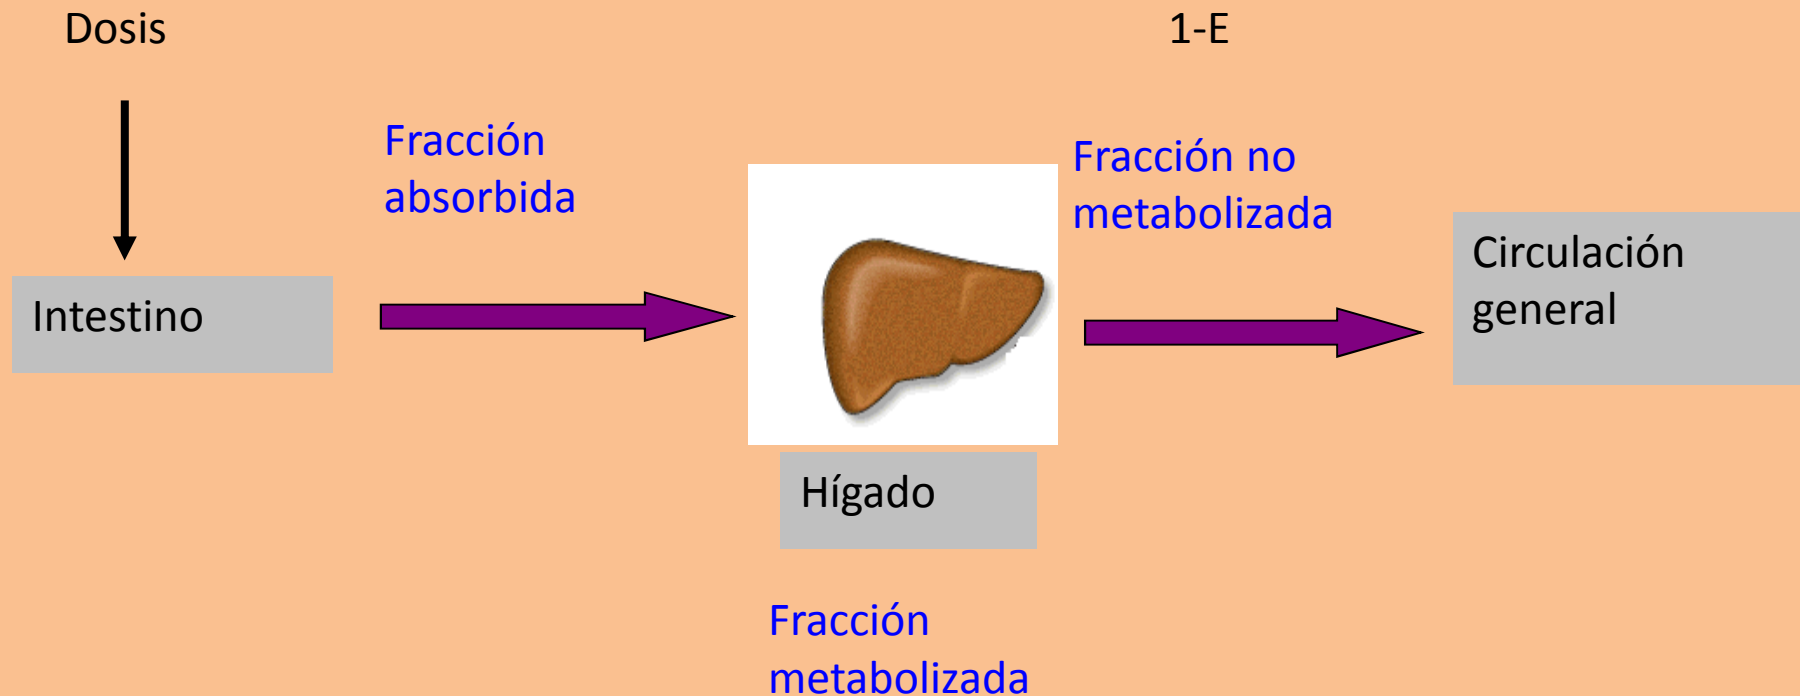 Dosis
1-E
Fracción
absorbida
Fracción no
metabolizada
Intestino
Circulación
general
Hígado
Fracción
metabolizada